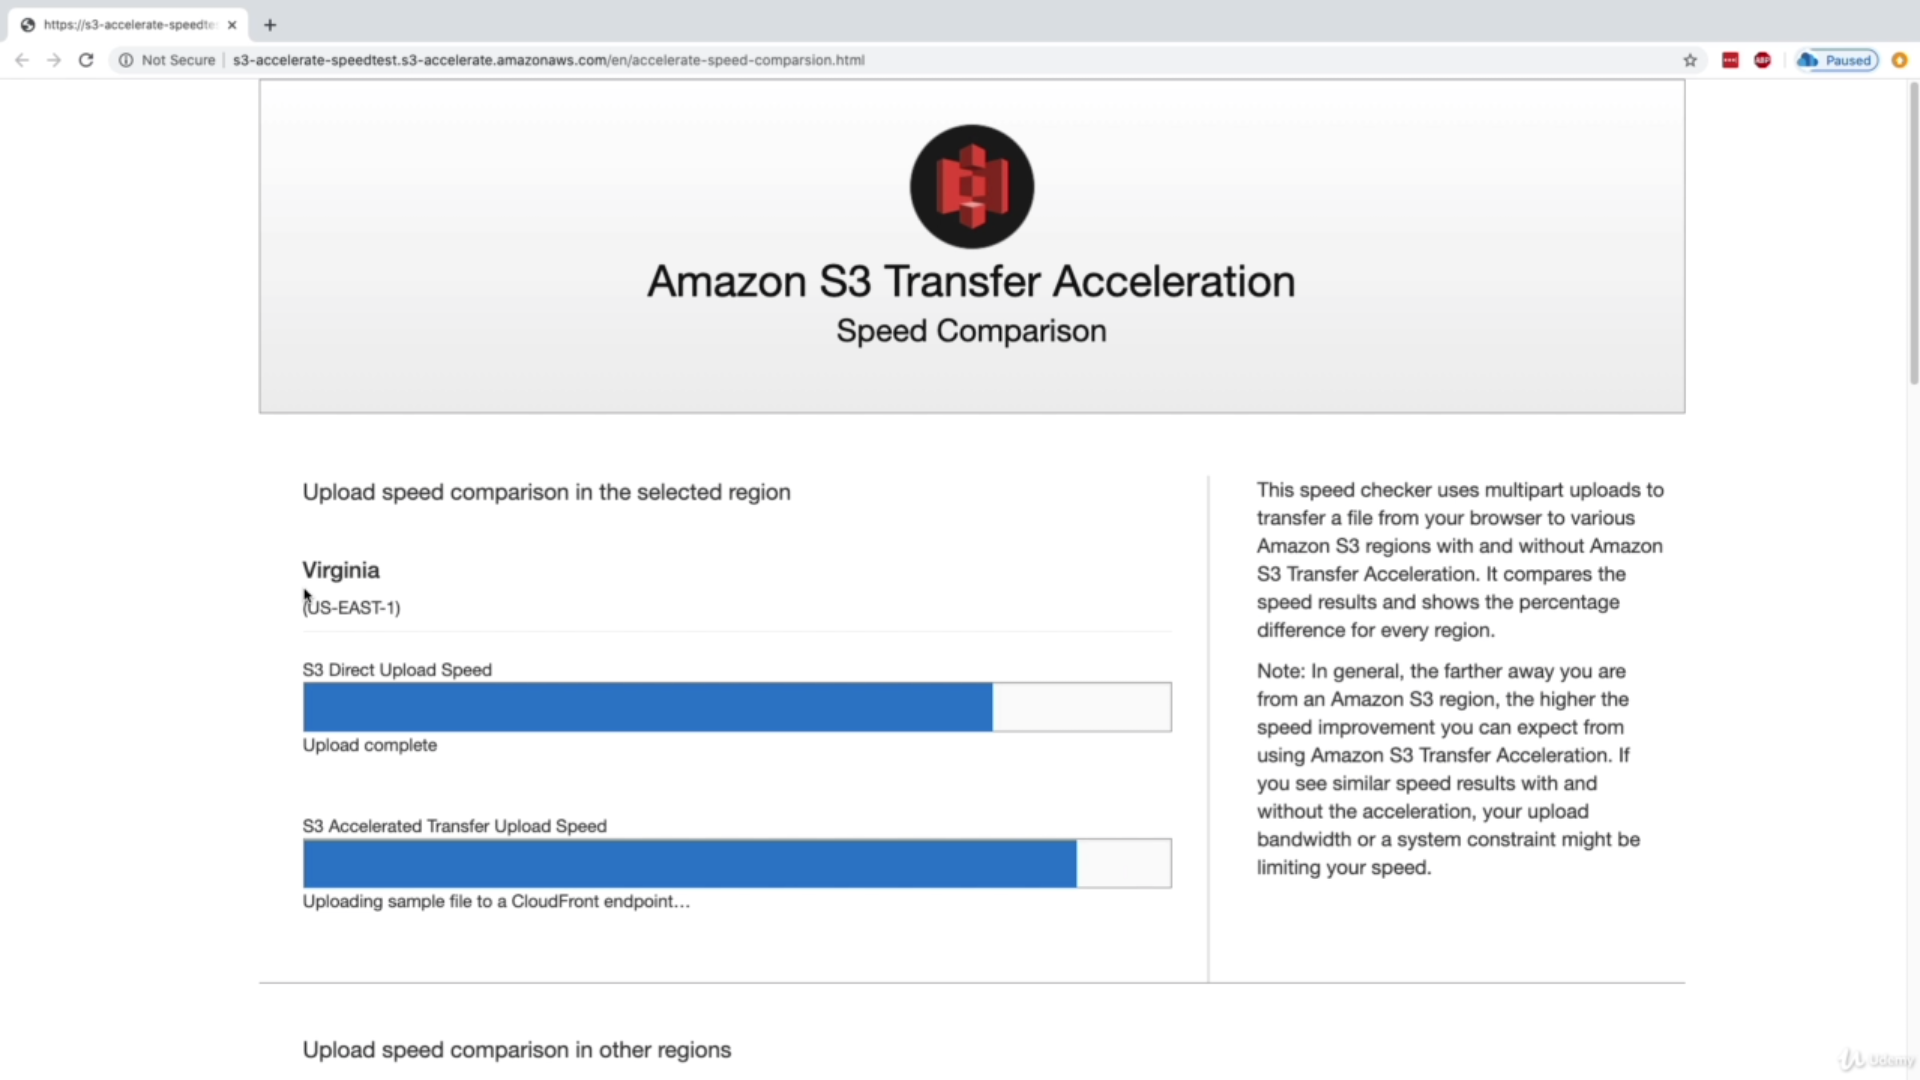 https://s3-accelerate-speedte
Not Secure
s3-accelerate-speedtest.s3-accelerate.amazonaws.com/en/accelerate-speed-comparsion.html
ABP
Paused
Amazon S3 Transfer Acceleration
Speed Comparison
Upload speed comparison in the selected region
Virginia
(US-EAST-1)
S3 Direct Upload Speed
Upload complete
S3 Accelerated Transfer Upload Speed
Uploading sample file to a CloudFront endpoint...
This speed checker uses multipart uploads to
transfer a file from your browser to various
Amazon S3 regions with and without Amazon
S3 Transfer Acceleration. It compares the
speed results and shows the percentage
difference for every region.
Note: In general, the farther away you are
from an Amazon S3 region, the higher the
speed improvement you can expect from
using Amazon S3 Transfer Acceleration. If
you see similar speed results with and
without the acceleration, your upload
bandwidth or a system constraint might be
limiting your speed.
Upload speed comparison in other regions
Udemy